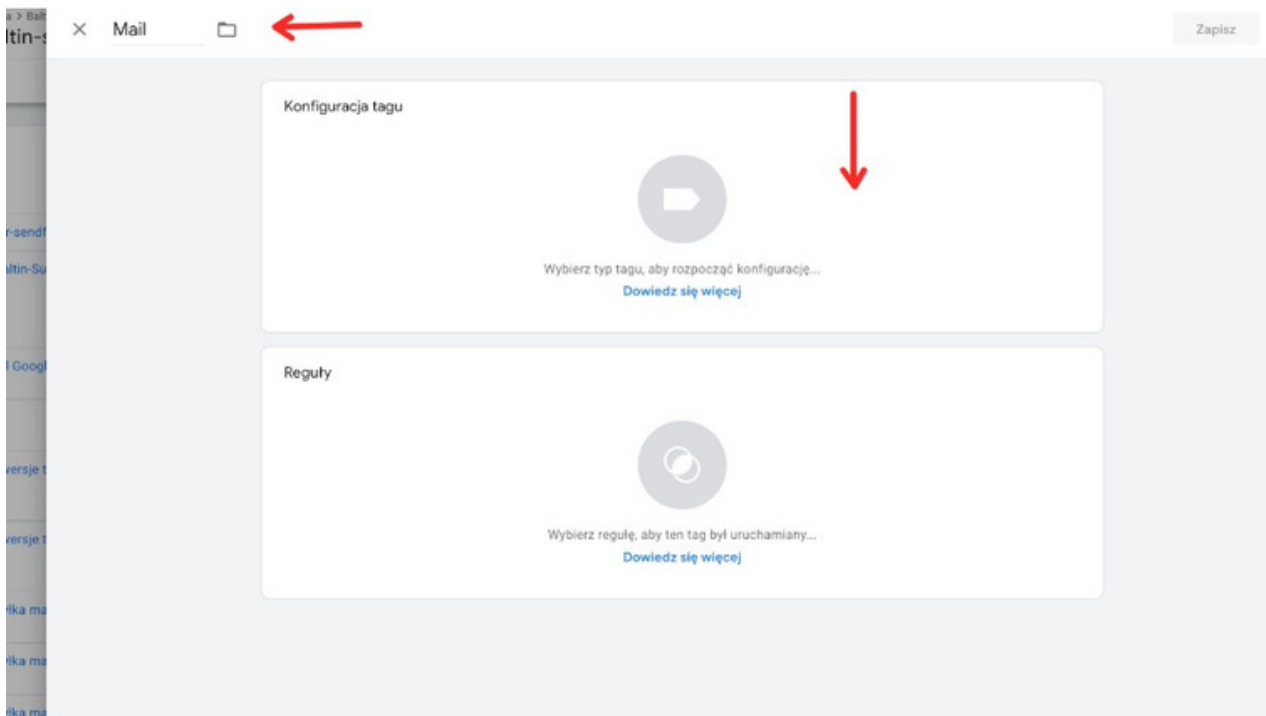 Mail
Zapisz
Konfiguracja tagu
Wybierz typ tagu, aby rozpocząć konfigurację...
Dowiedz się więcej
Reguły
Wybierz regułę, aby ten tag był uruchamiany...
Dowiedz się więcej